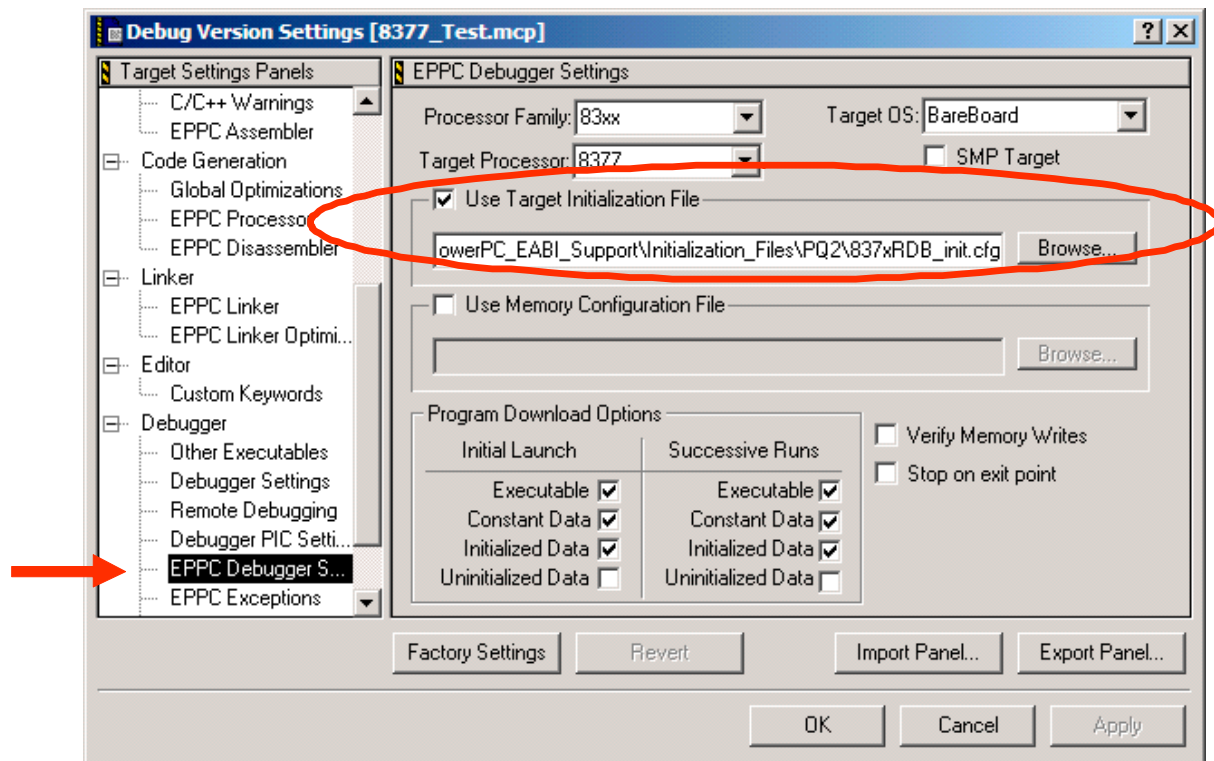 Debug Version Settings [8377_Test.mcp]
Target Settings Panels
C/C++ Warnings
EPPC Assembler
Code Generation
Global Optimizations
EPPC Processor
EPPC Disassembler
Linker
EPPC Linker
EPPC Linker Optimi...
Editor
Custom Keywords
Debugger
Other Executables
Debugger Settings
Remote Debugging
Debugger PIC Setti...
EPPC Debugger S...
EPPC Exceptions
EPPC Debugger Settings
Processor Family: 83xx
Target OS: BareBoard
Target Processor: 8377
SMP Target
Use Target Initialization File
owerPC_EABI_Support\Initialization_Files\PQ2\837xRDB_init.cfg
Browse...
Use Memory Configuration File
Browse...
Program Download Options
Initial Launch
Successive Runs
Executable
Executable
Constant Data
Constant Data
Initialized Data
Initialized Data
Uninitialized Data
Uninitialized Data
Verify Memory Writes
Stop on exit point
Factory Settings
Revert
Import Panel...
Export Panel...
OK
Cancel
Apply